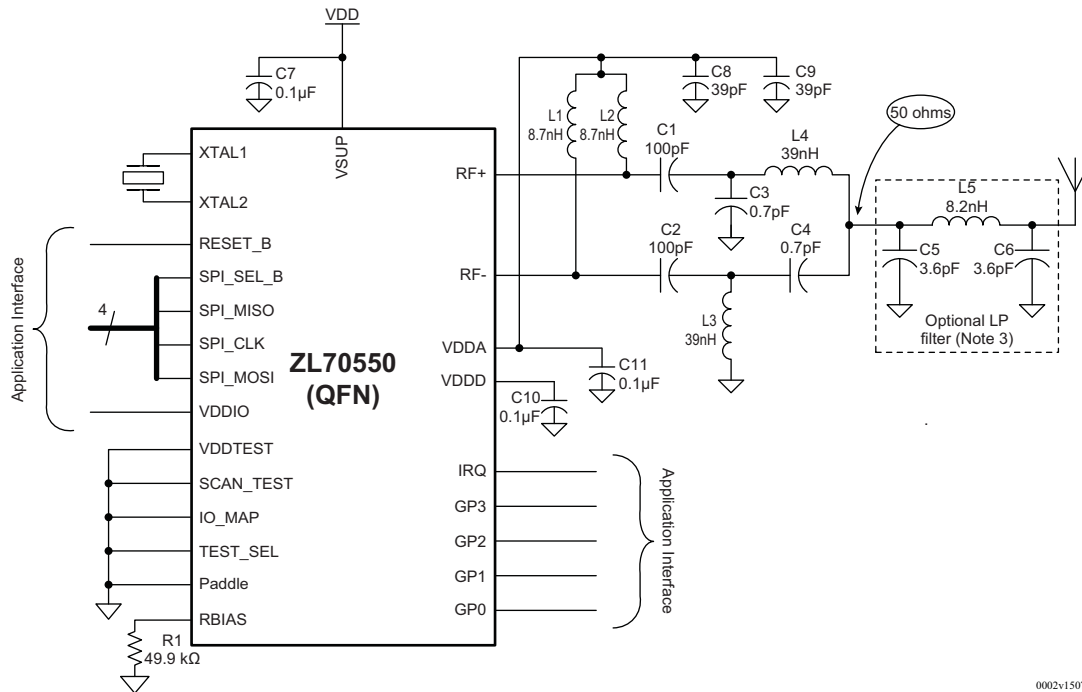 VDD
C7
0.1µF
C8
39pF
C9
39pF
L1
8.7nH
L2
8.7nH
C1
100pF
L4
39nH
50 ohms
XTAL1
XTAL2
VSUP
RF+
C3
0.7pF
L5
8.2nH
C5
3.6pF
C6
3.6pF
Optional LP
filter (Note 3)
C2
100pF
C4
0.7pF
RF-
L3
39nH
Application Interface
4
RESET_B
SPI_SEL_B
SPI_MISO
SPI_CLK
SPI_MOSI
VDDIO
ZL70550
(QFN)
VDDA
VDDD
C11
0.1µF
C10
0.1µF
VDDTEST
SCAN_TEST
IO_MAP
TEST_SEL
Paddle
RBIAS
R1
49.9 kΩ
IRQ
GP3
GP2
GP1
GP0
Application Interface